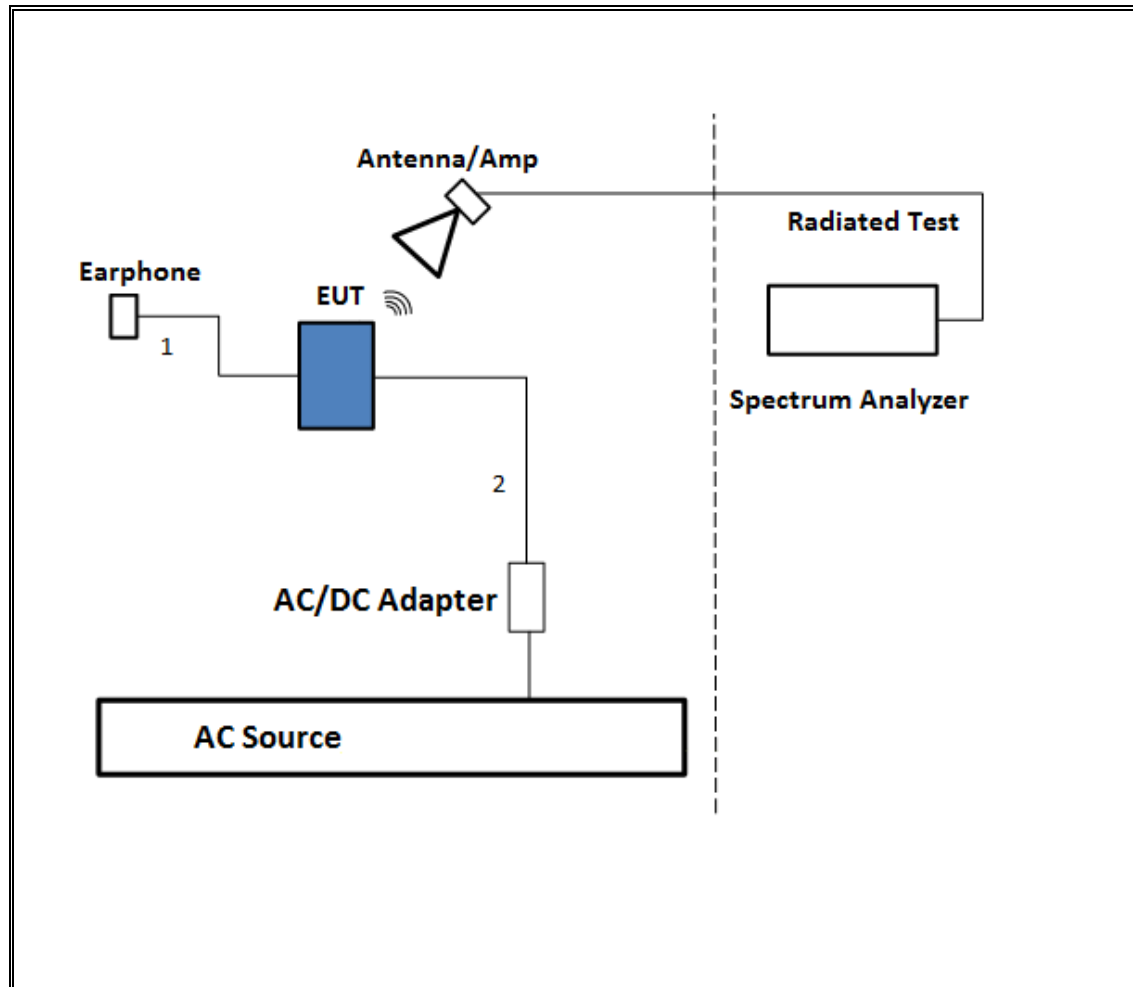 Antenna/Amp
Radiated Test
Earphone
EUT
1
Spectrum Analyzer
2
AC/DC Adapter
AC Source